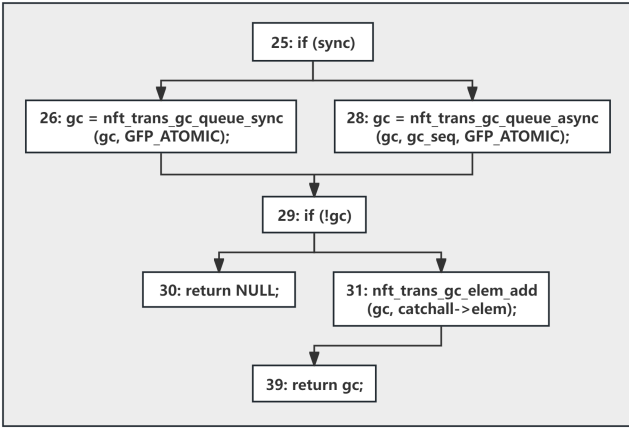 25: if (sync)
26: gc = nft_trans_gc_queue_sync
(gc, GFP_ATOMIC);
28: gc = nft_trans_gc_queue_async
(gc, gc_seq, GFP_ATOMIC);
29: if (!gc)
30: return NULL;
31: nft_trans_gc_elem_add
(gc, catchall->elem);
39: return gc;